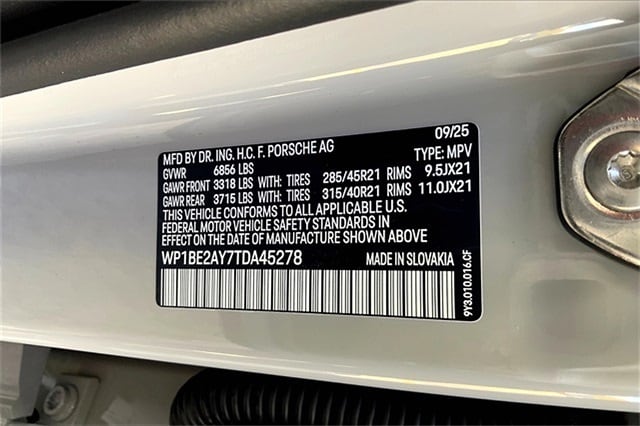 09/25
MFD BY DR. ING. H.C. F. PORSCHE AG
GVWR 6856 LBS TYPE: MPV
GAWR FRONT 3318 LBS WITH: TIRES 285/45R21 RIMS 9.5JX21
GAWR REAR 3715 LBS WITH: TIRES 315/40R21 RIMS 11.0JX21
THIS VEHICLE CONFORMS TO ALL APPLICABLE U.S.
FEDERAL MOTOR VEHICLE SAFETY STANDARDS IN
EFFECT ON THE DATE OF MANUFACTURE SHOWN ABOVE
WP1BE2AY7TDA45278 MADE IN SLOVAKIA
9Y3.010.016.CF